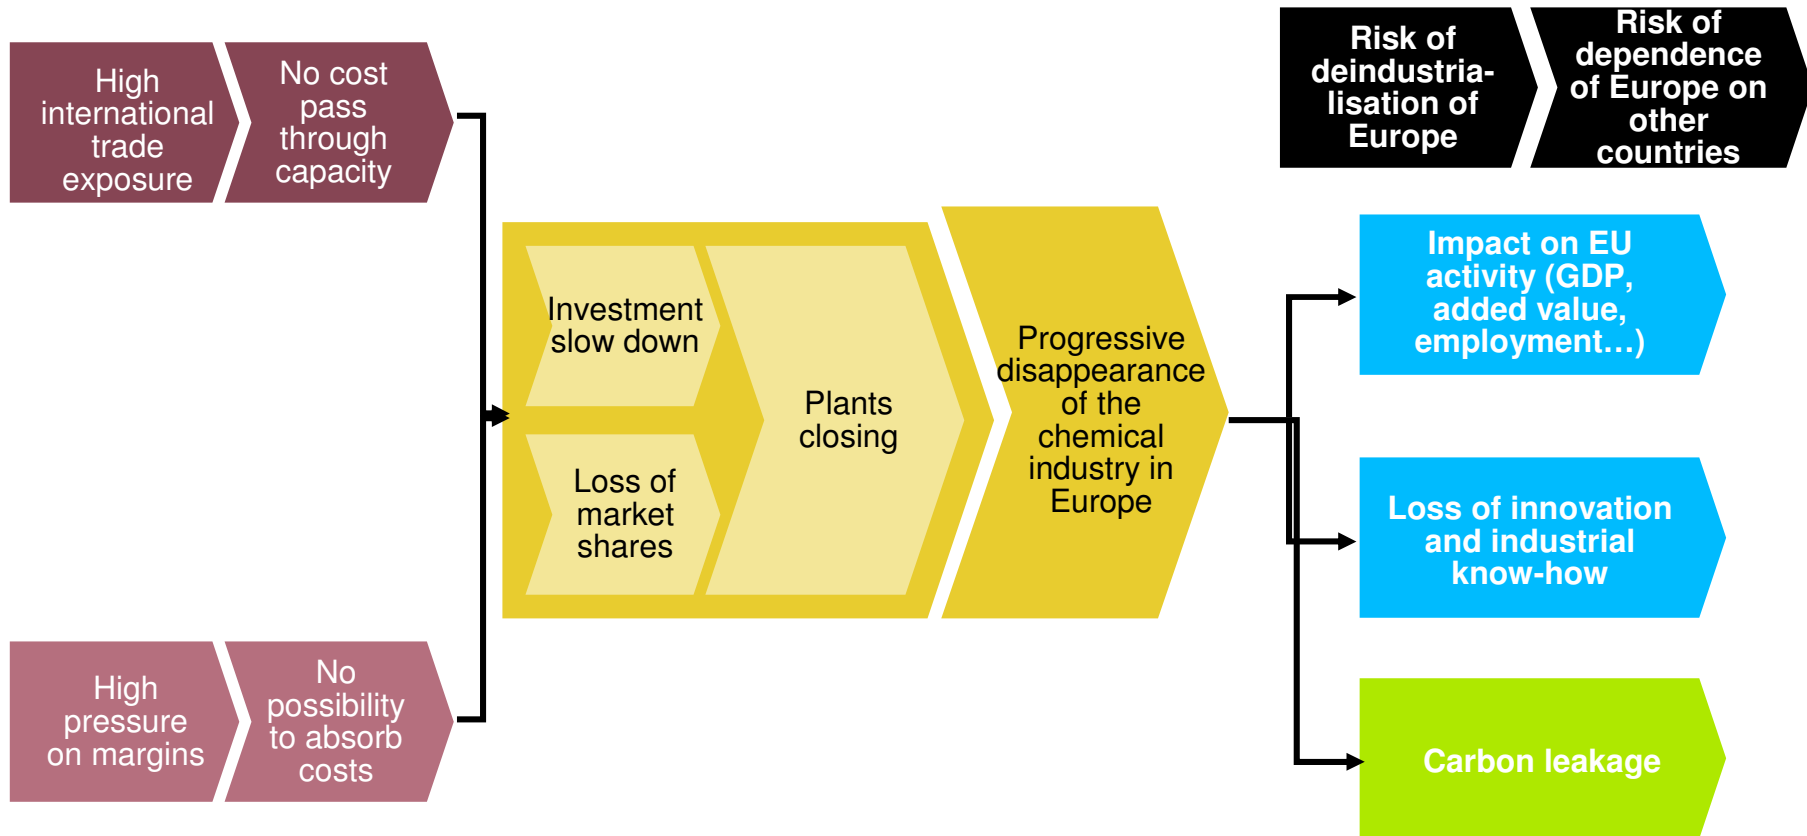 High
international
trade
exposure
No cost
pass
through
capacity
Risk of
deindustria-
lisation of
Europe
Risk of
dependence
of Europe on
other
countries
Investment
slow down
Loss of
market
shares
Plants
closing
Progressive
disappearance
of the
chemical
industry in
Europe
Impact on EU
activity (GDP,
added value,
employment…)
Loss of innovation
and industrial
know-how
Carbon leakage
High
pressure
on margins
No
possibility
to absorb
costs